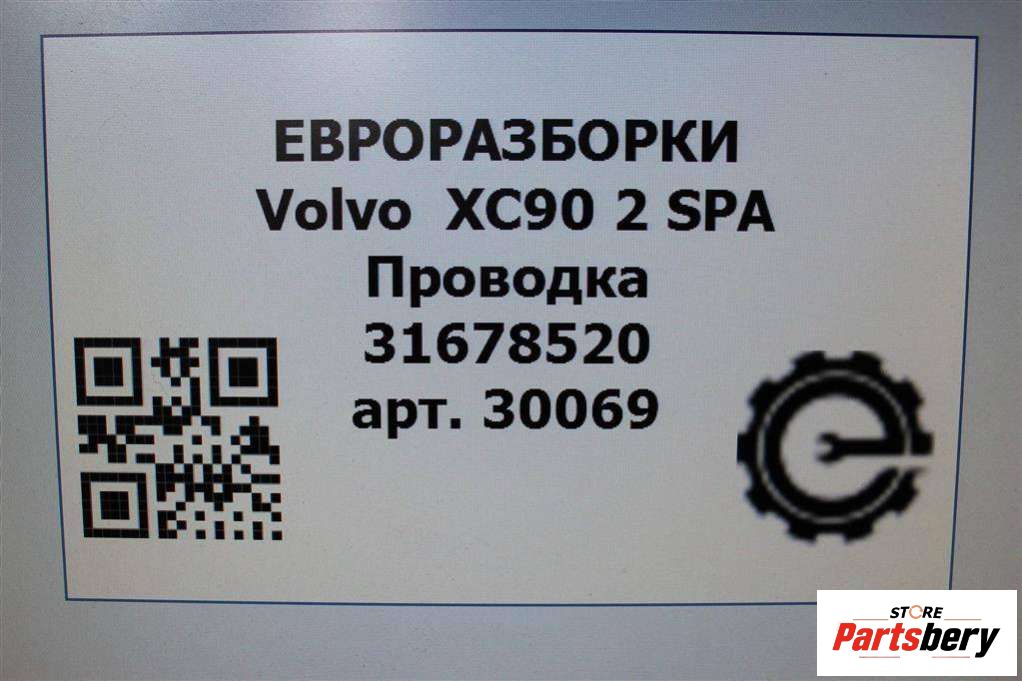 ЕВРОРАЗБОРКИ
Volvo XC90 2 SPA
Проводка
31678520
арт. 30069
STORE
Partsbery